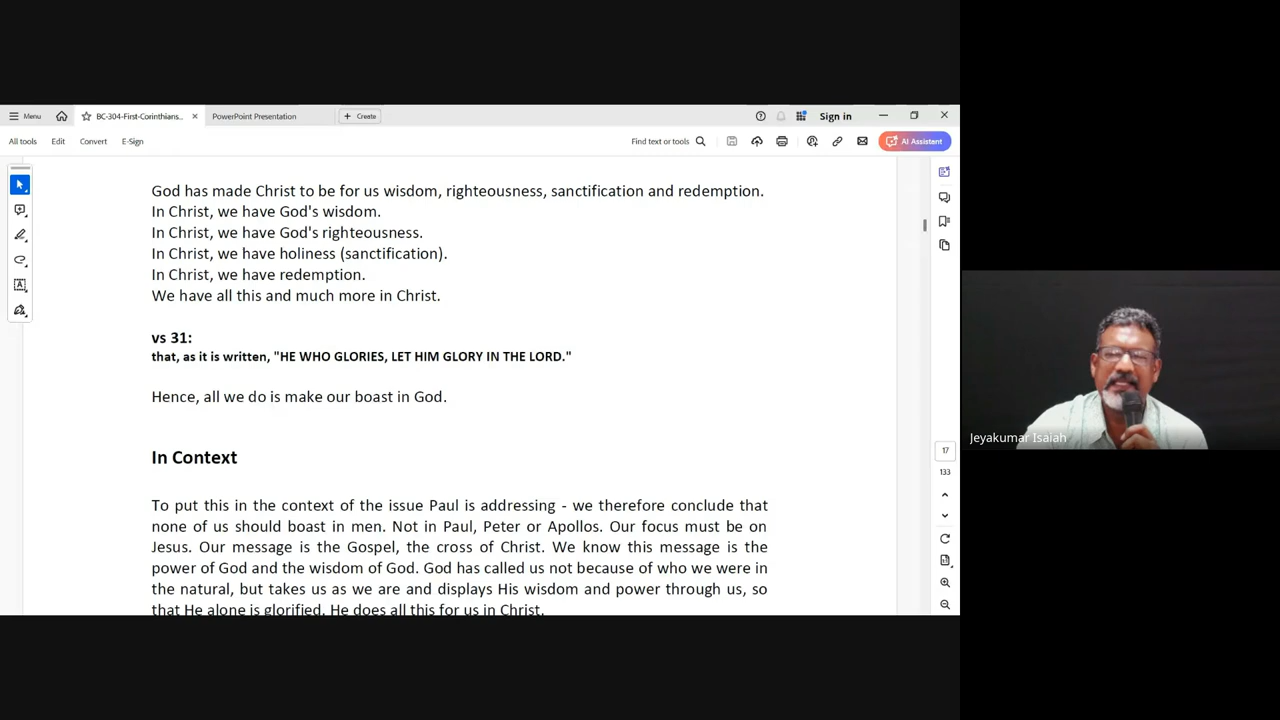 Menu
BC-304-First-Corinthians...
PowerPoint Presentation
Create
Sign in
All tools
Edit
Convert
E-Sign
Find text or tools
AI Assistant
God has made Christ to be for us wisdom, righteousness, sanctification and redemption.
In Christ, we have God's wisdom.
In Christ, we have God's righteousness.
In Christ, we have holiness (sanctification).
In Christ, we have redemption.
We have all this and much more in Christ.
vs 31:
that, as it is written, "HE WHO GLORIES, LET HIM GLORY IN THE LORD."
Hence, all we do is make our boast in God.
In Context
To put this in the context of the issue Paul is addressing - we therefore conclude that
none of us should boast in men. Not in Paul, Peter or Apollos. Our focus must be on
Jesus. Our message is the Gospel, the cross of Christ. We know this message is the
power of God and the wisdom of God. God has called us not because of who we were in
the natural, but takes us as we are and displays His wisdom and power through us, so
that He alone is glorified. He does all this for us in Christ.
17
133
Jeyakumar Isaiah